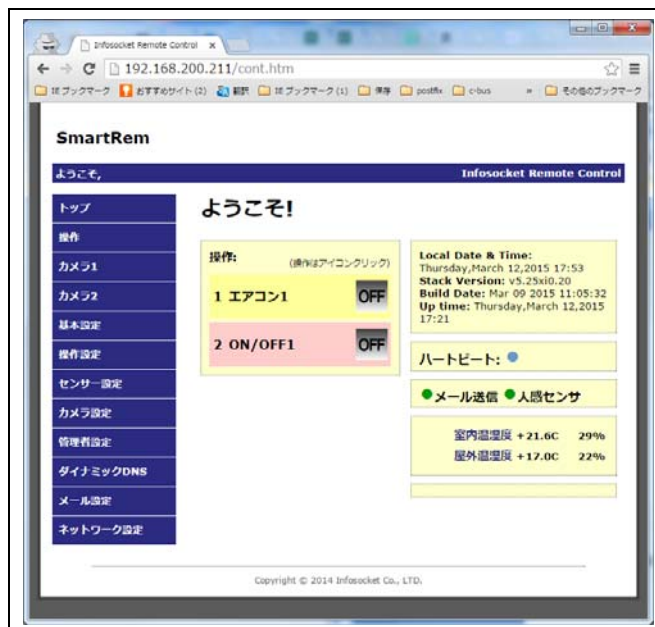 Infosocket Remote Control
192.168.200.211/cont.htm
IEブックマーク おすすめサイト (2) 翻訳 IEブックマーク (1) 保存 postfix c-bus » その他のブックマーク
SmartRem
ようこそ, Infosocket Remote Control
トップ
操作
カメラ1
カメラ2
基本設定
操作設定
センサー設定
カメラ設定
管理者設定
ダイナミックDNS
メール設定
ネットワーク設定
ようこそ!
操作: (操作はアイコンクリック)
1 エアコン1 OFF
2 ON/OFF1 OFF
Local Date & Time:
Thursday,March 12,2015 17:53
Stack Version: v5.25xi0.20
Build Date: Mar 09 2015 11:05:32
Up time: Thursday,March 12,2015
17:21
ハートビート:
メール送信 人感センサ
室内温湿度 +21.6C 29%
屋外温湿度 +17.0C 22%
Copyright © 2014 Infosocket Co., LTD.